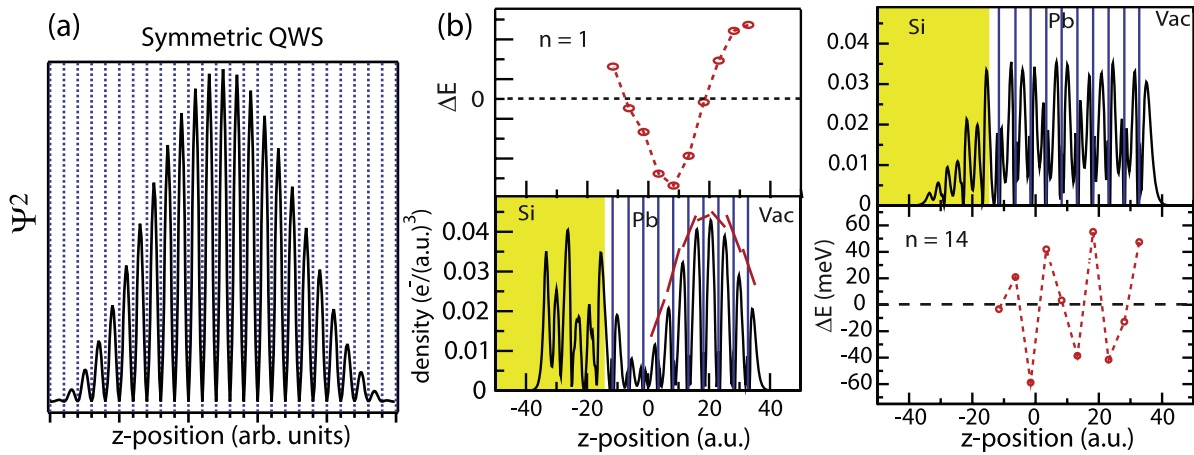 (a)
Symmetric QWS
Ψ²
z-position (arb. units)
(b)
n = 1
ΔE
0
Si
Pb
Vac
density (e⁻/(a.u.)³
0.04
0.03
0.02
0.01
0
-40
-20
0
20
40
z-position (a.u.)
Si
Pb
Vac
0.04
0.03
0.02
0.01
0
n = 14
ΔE (meV)
60
40
20
0
-20
-40
-60
-40
-20
0
20
40
z-position (a.u.)